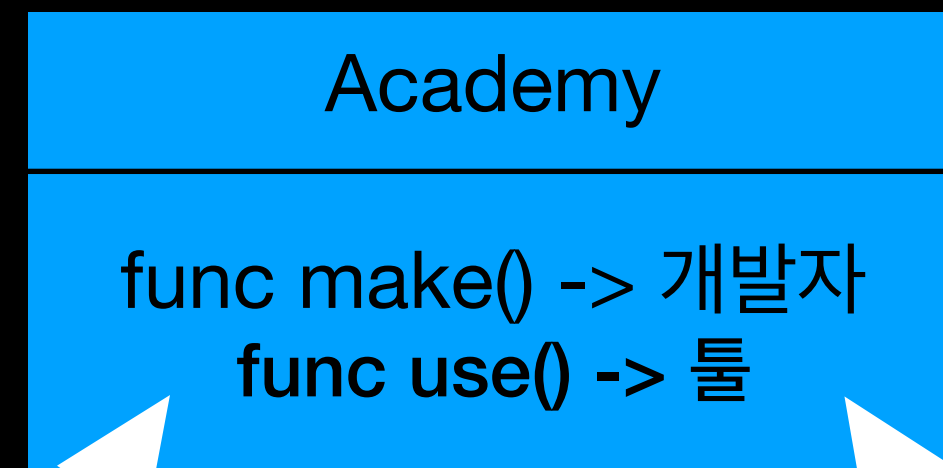 Academy
func make() -> 개발자
func use() -> 툴